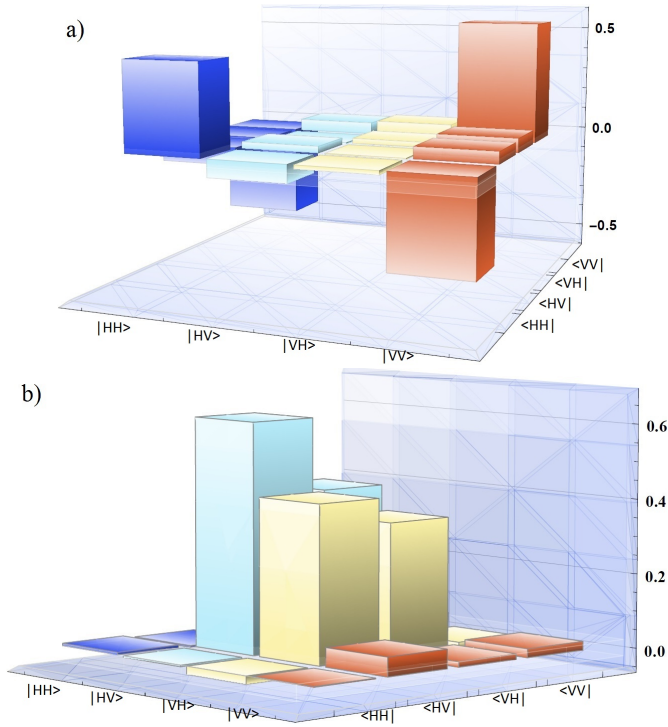 a)
0.5
0.0
-0.5
<VV|
<VH|
<HV|
<HH|
|HH>
|HV>
|VH>
|VV>
b)
0.6
0.4
0.2
0.0
|HH>
|HV>
|VH>
|VV>
<HH|
<HV|
<VH|
<VV|